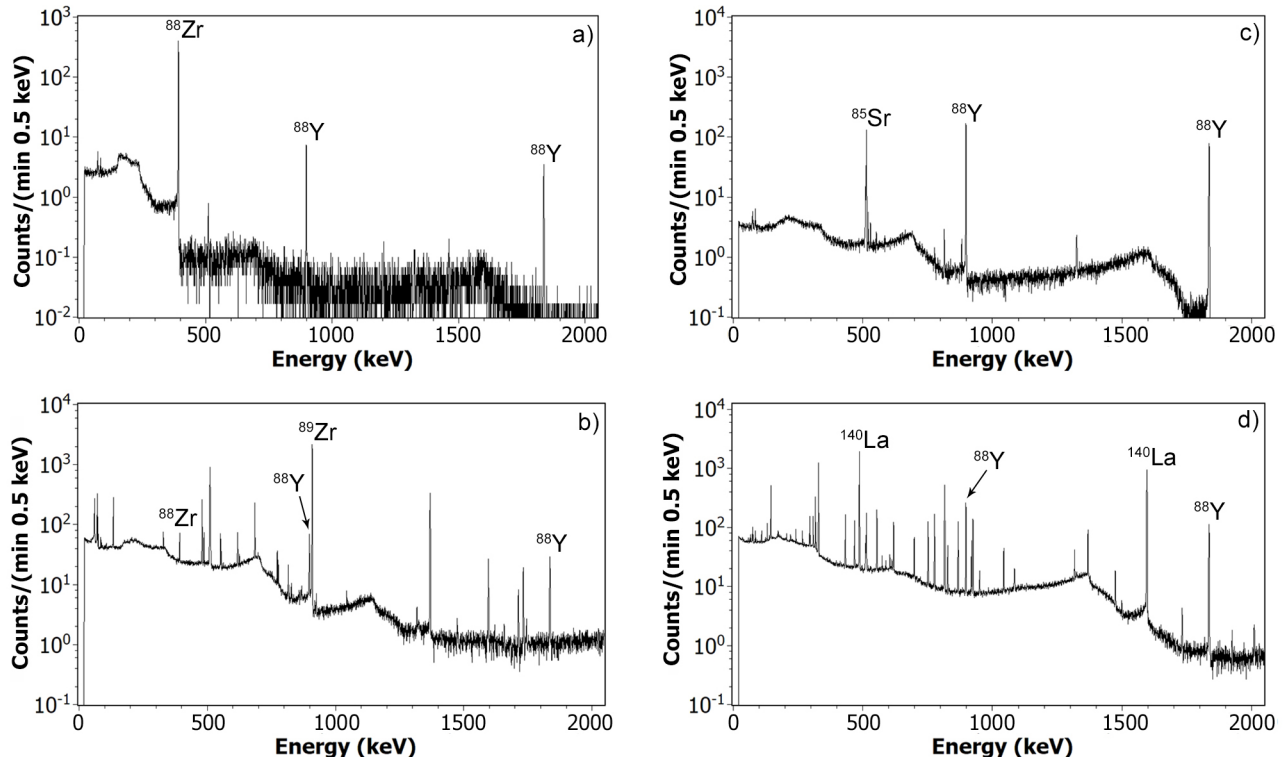 a)
Counts/(min 0.5 keV)
10³
10²
10¹
10⁰
10⁻¹
10⁻²
⁸⁸Zr
⁸⁸Y
⁸⁸Y
0 500 1000 1500 2000
Energy (keV)
c)
Counts/(min 0.5 keV)
10⁴
10³
10²
10¹
10⁰
10⁻¹
⁸⁵Sr
⁸⁸Y
⁸⁸Y
0 500 1000 1500 2000
Energy (keV)
b)
Counts/(min 0.5 keV)
10⁴
10³
10²
10¹
10⁰
10⁻¹
⁸⁹Zr
⁸⁸Y
⁸⁸Zr
⁸⁸Y
0 500 1000 1500 2000
Energy (keV)
d)
Counts/(min 0.5 keV)
10⁴
10³
10²
10¹
10⁰
10⁻¹
¹⁴⁰La
⁸⁸Y
¹⁴⁰La
⁸⁸Y
0 500 1000 1500 2000
Energy (keV)